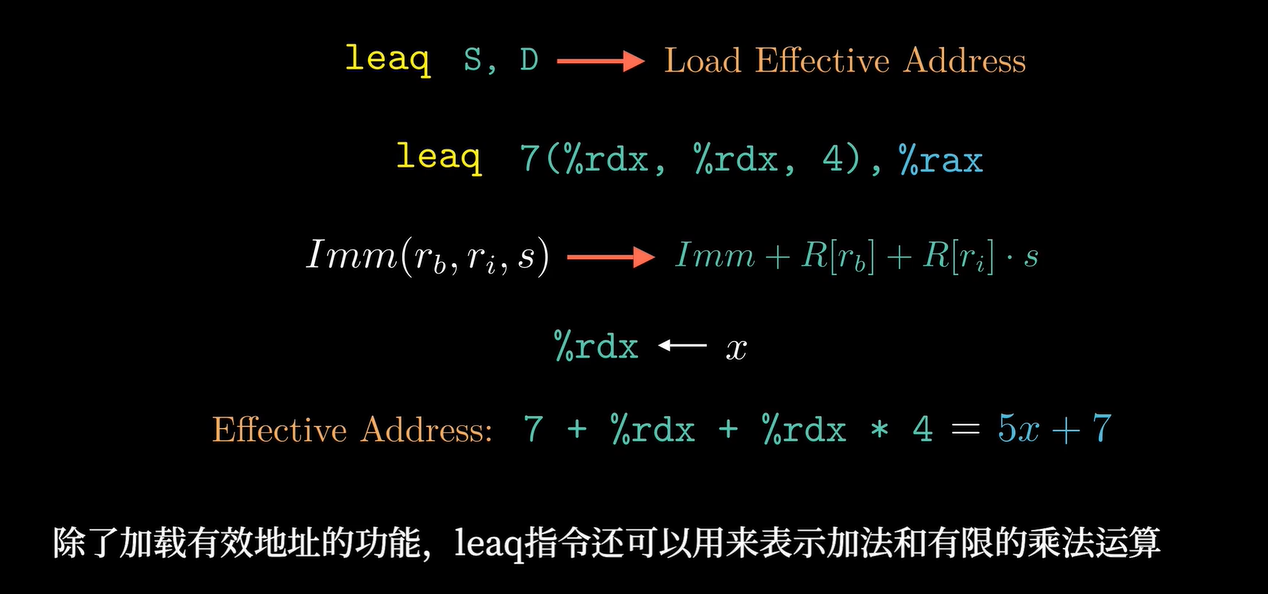 leaq S, D → Load Effective Address
leaq 7(%rdx, %rdx, 4), %rax
Imm(r_b, r_i, s) → Imm + R[r_b] + R[r_i] · s
%rdx ← x
Effective Address: 7 + %rdx + %rdx * 4 = 5x + 7
除了加载有效地址的功能，leaq指令还可以用来表示加法和有限的乘法运算